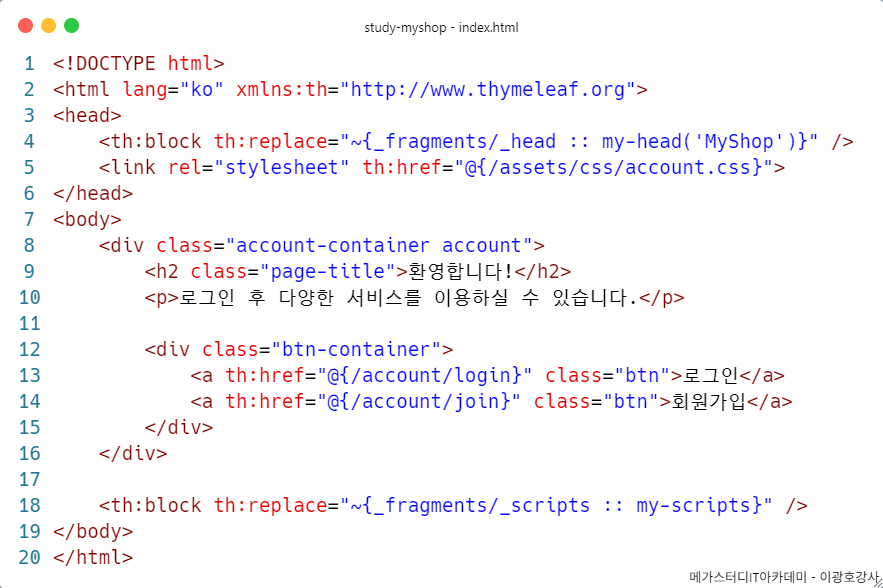 study-myshop - index.html
1 <!DOCTYPE html>
2 <html lang="ko" xmlns:th="http://www.thymeleaf.org">
3 <head>
4     <th:block th:replace="~{_fragments/_head :: my-head('MyShop')}" />
5     <link rel="stylesheet" th:href="@{/assets/css/account.css}">
6 </head>
7 <body>
8     <div class="account-container account">
9         <h2 class="page-title">환영합니다!</h2>
10         <p>로그인 후 다양한 서비스를 이용하실 수 있습니다.</p>
11
12         <div class="btn-container">
13             <a th:href="@{/account/login}" class="btn">로그인</a>
14             <a th:href="@{/account/join}" class="btn">회원가입</a>
15         </div>
16     </div>
17
18     <th:block th:replace="~{_fragments/_scripts :: my-scripts}" />
19 </body>
20 </html>
메가스터디IT아카데미 - 이광호강사